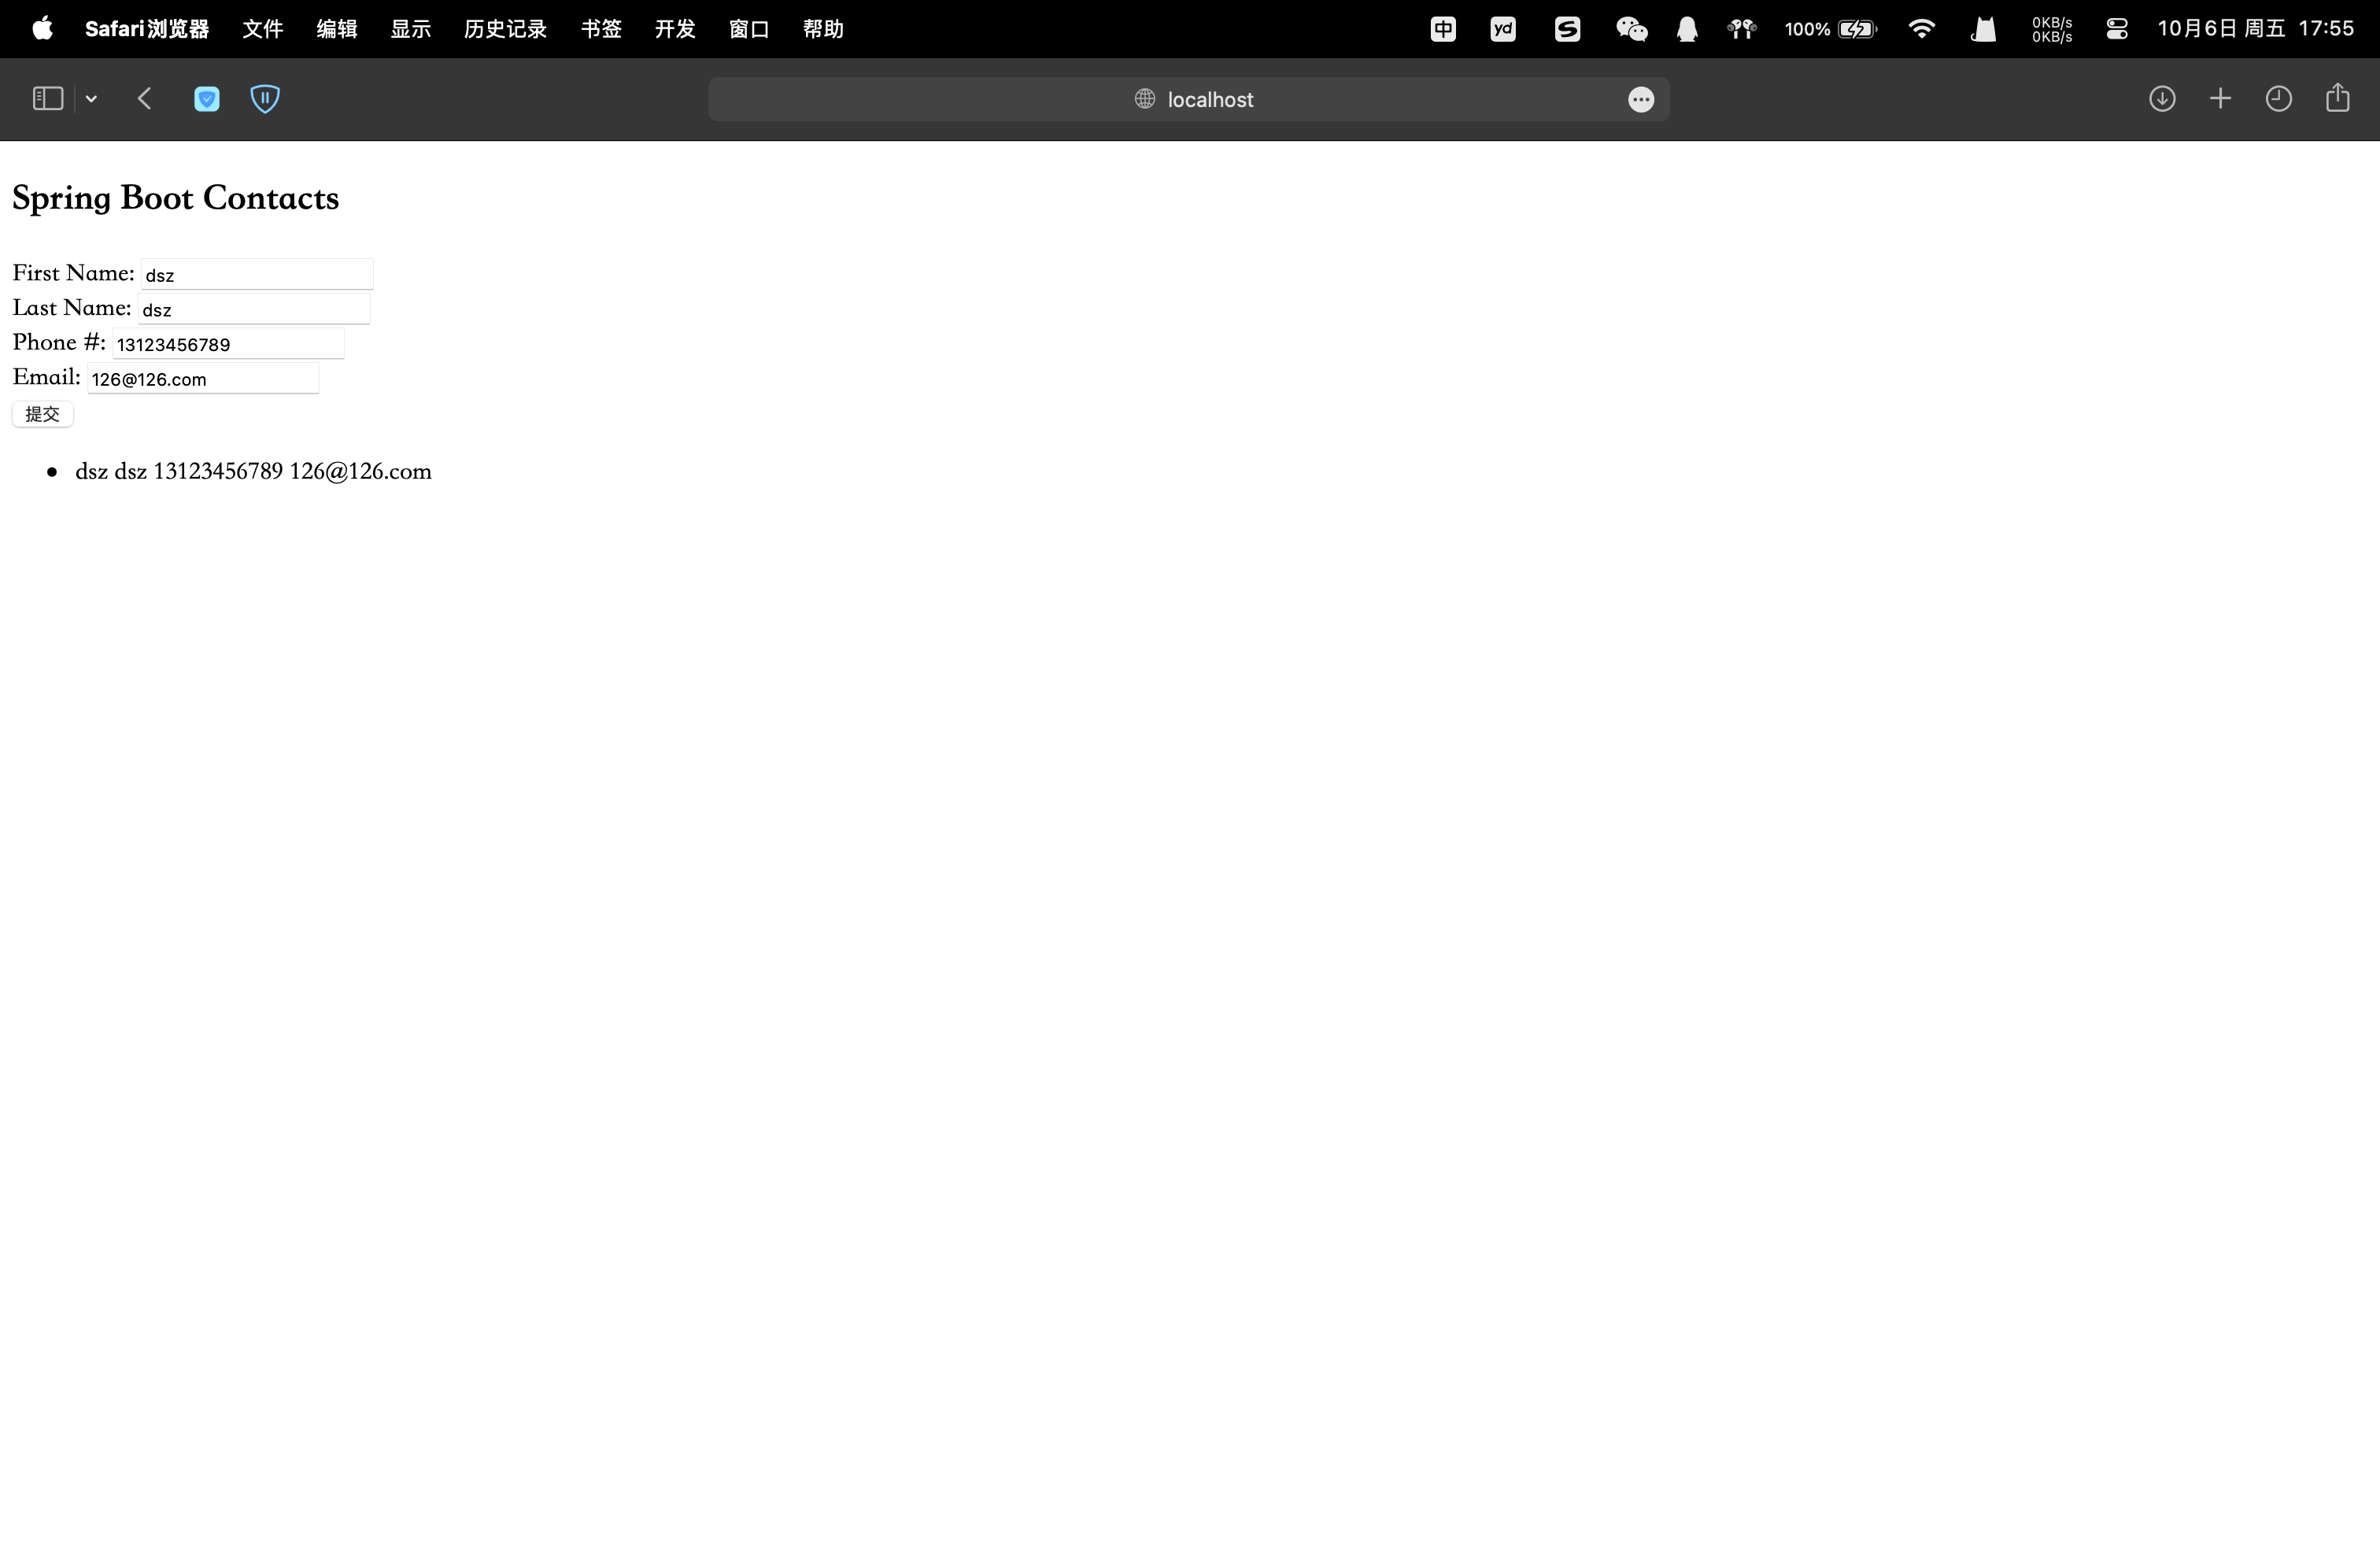 Safari浏览器 文件 编辑 显示 历史记录 书签 开发 窗口 帮助 中 yd S 100% 0KB/s 0KB/s 10月6日 周五 17:55
localhost
Spring Boot Contacts
First Name: dsz
Last Name: dsz
Phone #: 13123456789
Email: 126@126.com
提交
• dsz dsz 13123456789 126@126.com